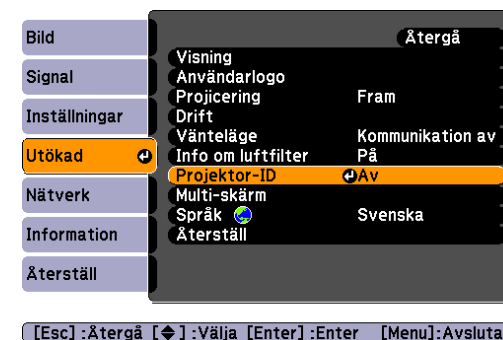 Bild
Signal
Inställningar
Utökad
Nätverk
Information
Återställ
Återgå
Visning
Användarlogo
Projicering Fram
Drift
Vänteläge Kommunikation av
Info om luftfilter På
Projektor-ID Av
Multi-skärm
Språk Svenska
Återställ
[Esc] :Återgå [ ] :Välja [Enter] :Enter [Menu]:Avsluta